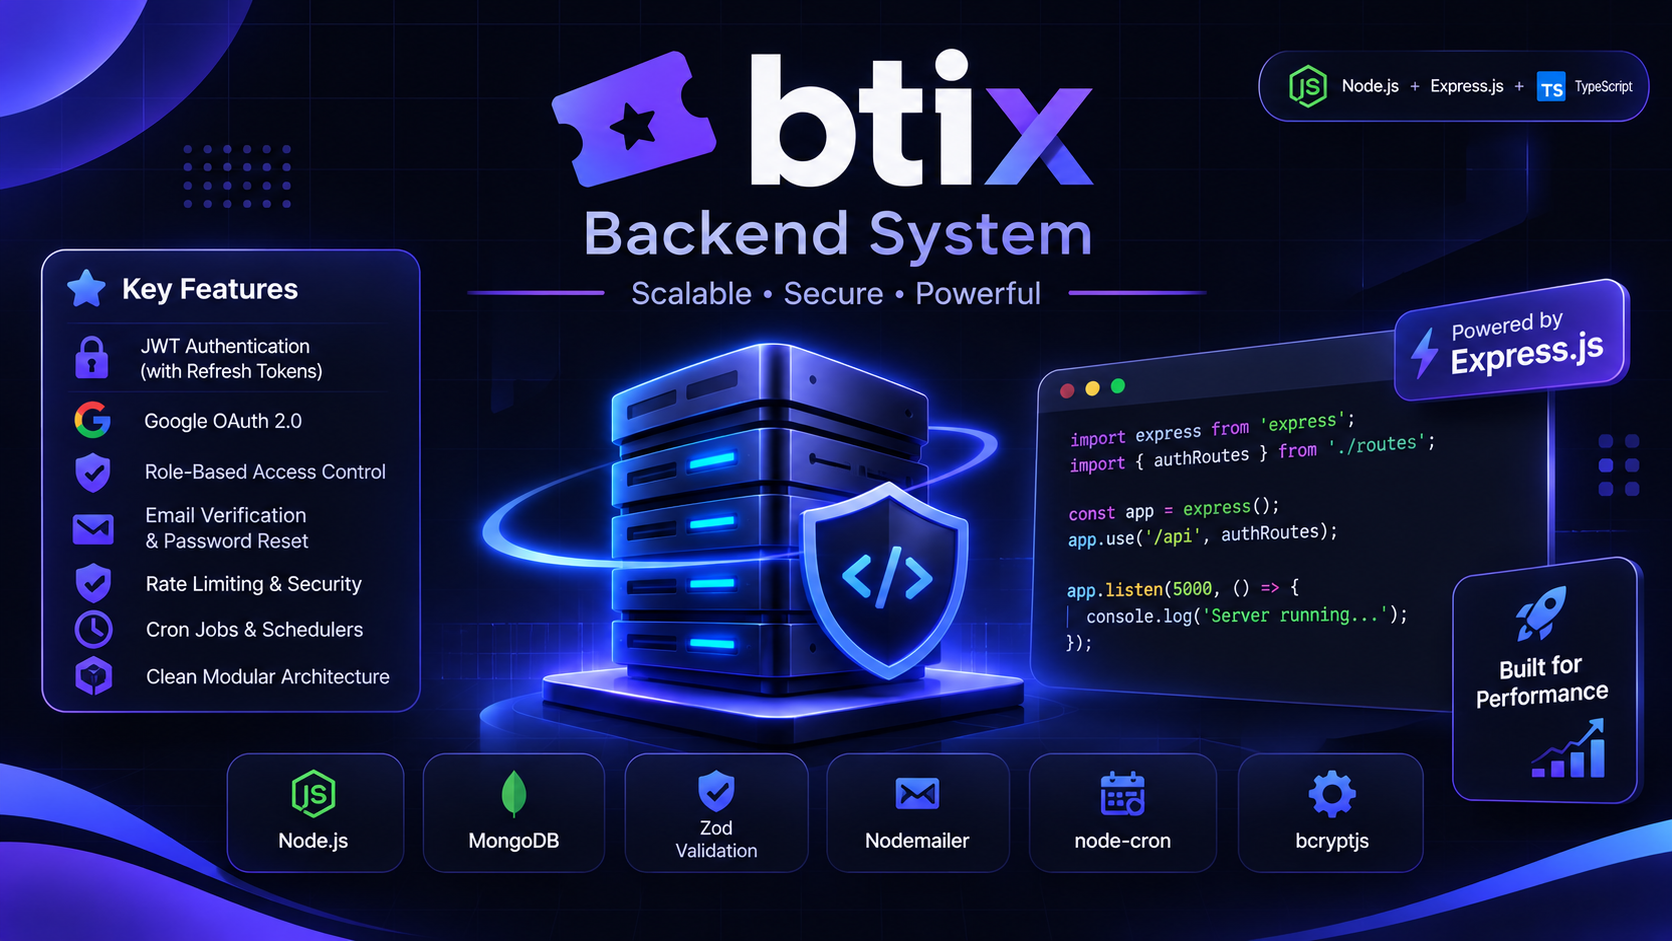 btix
Backend System
Scalable • Secure • Powerful
JS Node.js + Express.js + TS TypeScript
Key Features
JWT Authentication
(with Refresh Tokens)
Google OAuth 2.0
Role-Based Access Control
Email Verification
& Password Reset
Rate Limiting & Security
Cron Jobs & Schedulers
Clean Modular Architecture
</>
Powered by
Express.js
import express from 'express';
import { authRoutes } from './routes';
const app = express();
app.use('/api', authRoutes);
app.listen(5000, () => {
console.log('Server running...');
});
Built for
Performance
JS
Node.js
MongoDB
Zod
Validation
Nodemailer
node-cron
bcryptjs